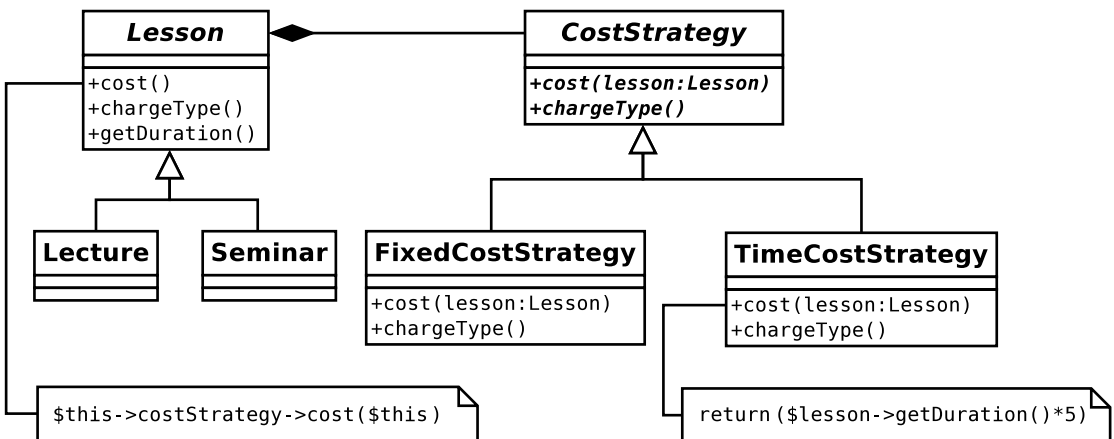 Lesson
+cost()
+chargeType()
+getDuration()
CostStrategy
+cost(lesson:Lesson)
+chargeType()
Lecture
Seminar
FixedCostStrategy
+cost(lesson:Lesson)
+chargeType()
TimeCostStrategy
+cost(lesson:Lesson)
+chargeType()
$this->costStrategy->cost($this)
return($lesson->getDuration()*5)